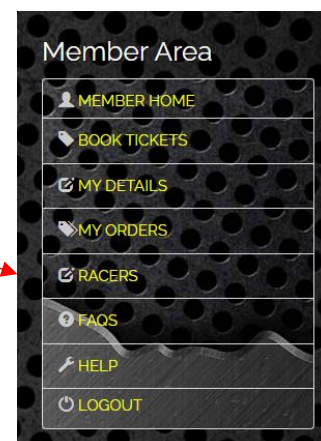 Member Area
MEMBER HOME
BOOK TICKETS
MY DETAILS
MY ORDERS
RACERS
FAQS
HELP
LOGOUT